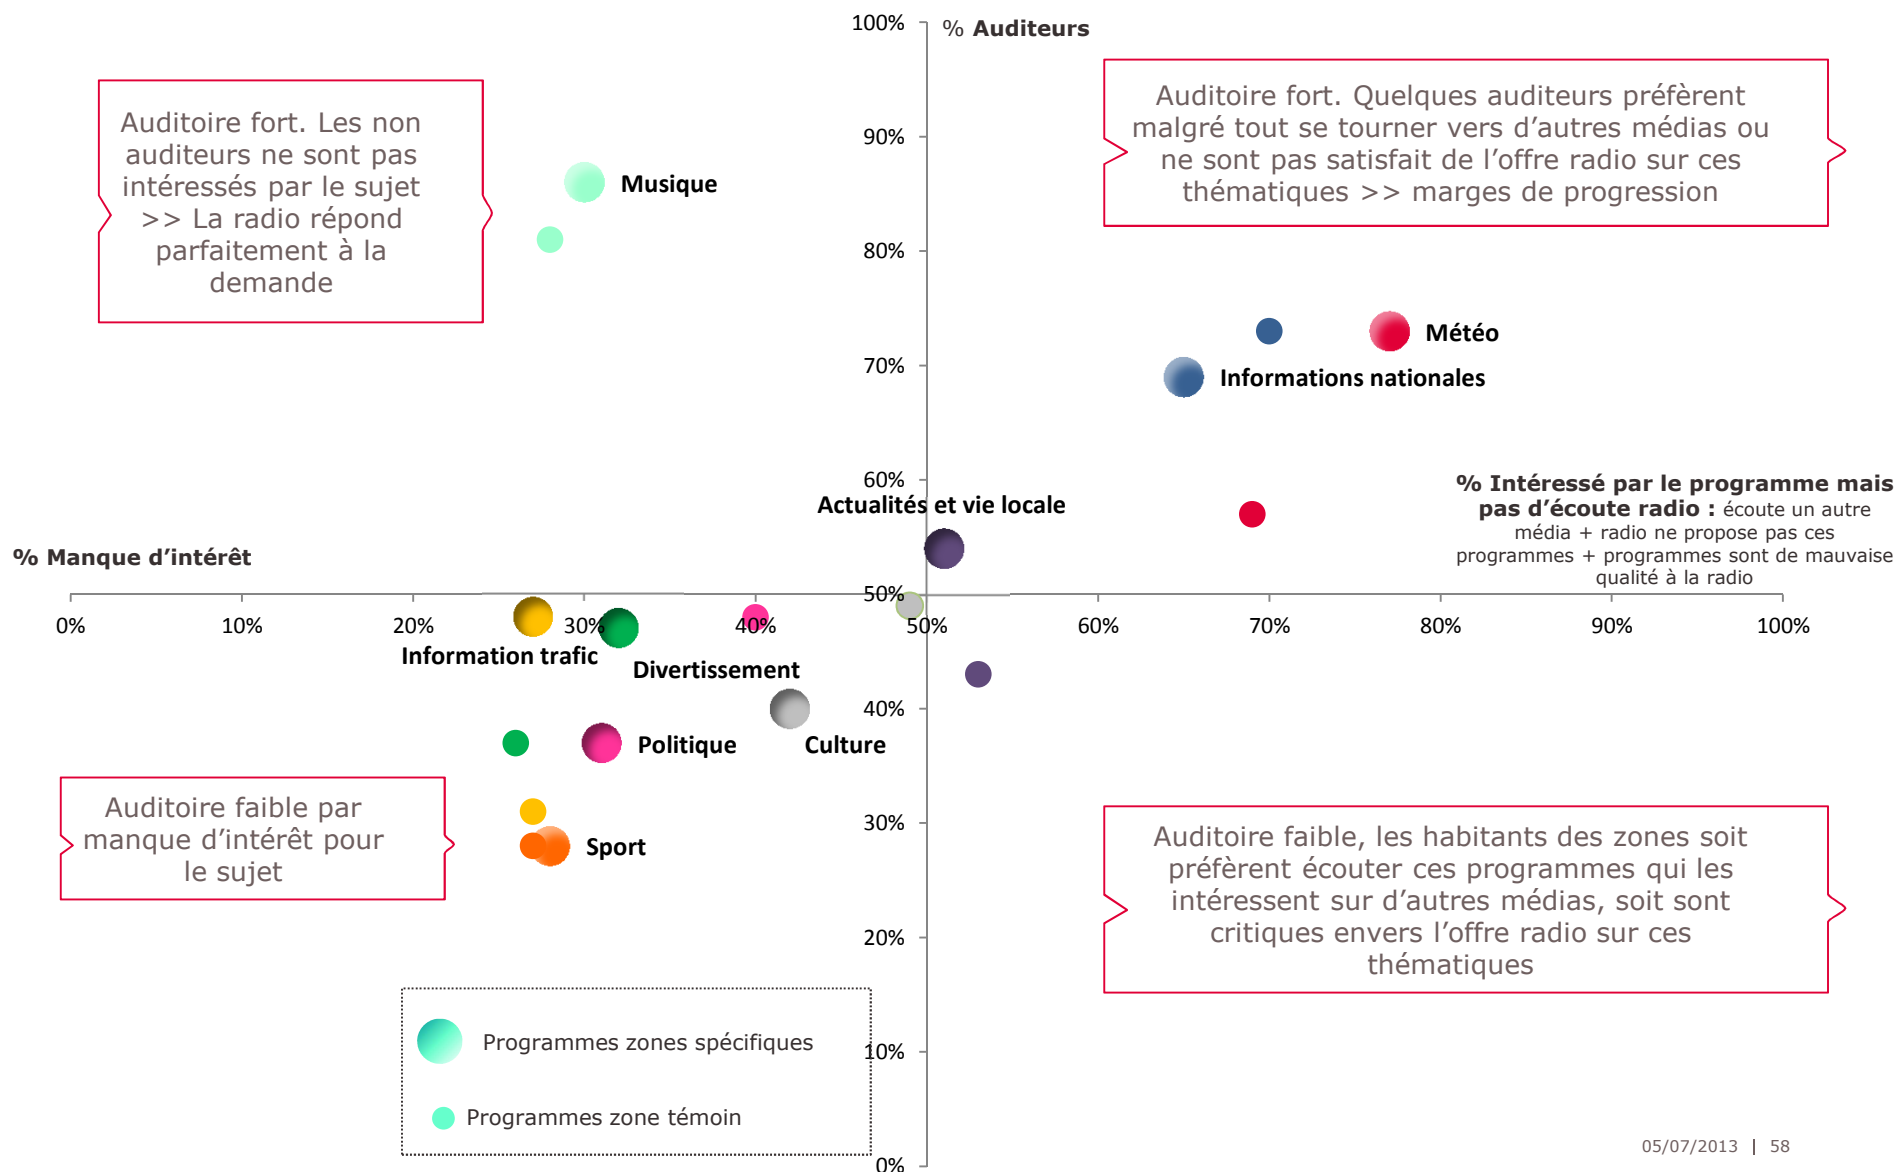 100%
% Auditeurs
Auditoire fort. Les non
auditeurs ne sont pas
intéressés par le sujet
>> La radio répond
parfaitement à la
demande
Auditoire fort. Quelques auditeurs préfèrent
malgré tout se tourner vers d'autres médias ou
ne sont pas satisfait de l'offre radio sur ces
thématiques >> marges de progression
90%
Musique
80%
Météo
70%
Informations nationales
60%
Actualités et vie locale
% Intéressé par le programme mais
pas d'écoute radio : écoute un autre
média + radio ne propose pas ces
programmes + programmes sont de mauvaise
qualité à la radio
% Manque d'intérêt
50%
0%
10%
20%
30%
40%
50%
60%
70%
80%
90%
100%
Information trafic
Divertissement
40%
Politique
Culture
30%
Sport
Auditoire faible par
manque d'intérêt pour
le sujet
Auditoire faible, les habitants des zones soit
préfèrent écouter ces programmes qui les
intéressent sur d'autres médias, soit sont
critiques envers l'offre radio sur ces
thématiques
20%
10%
0%
Programmes zones spécifiques
Programmes zone témoin
05/07/2013 | 58